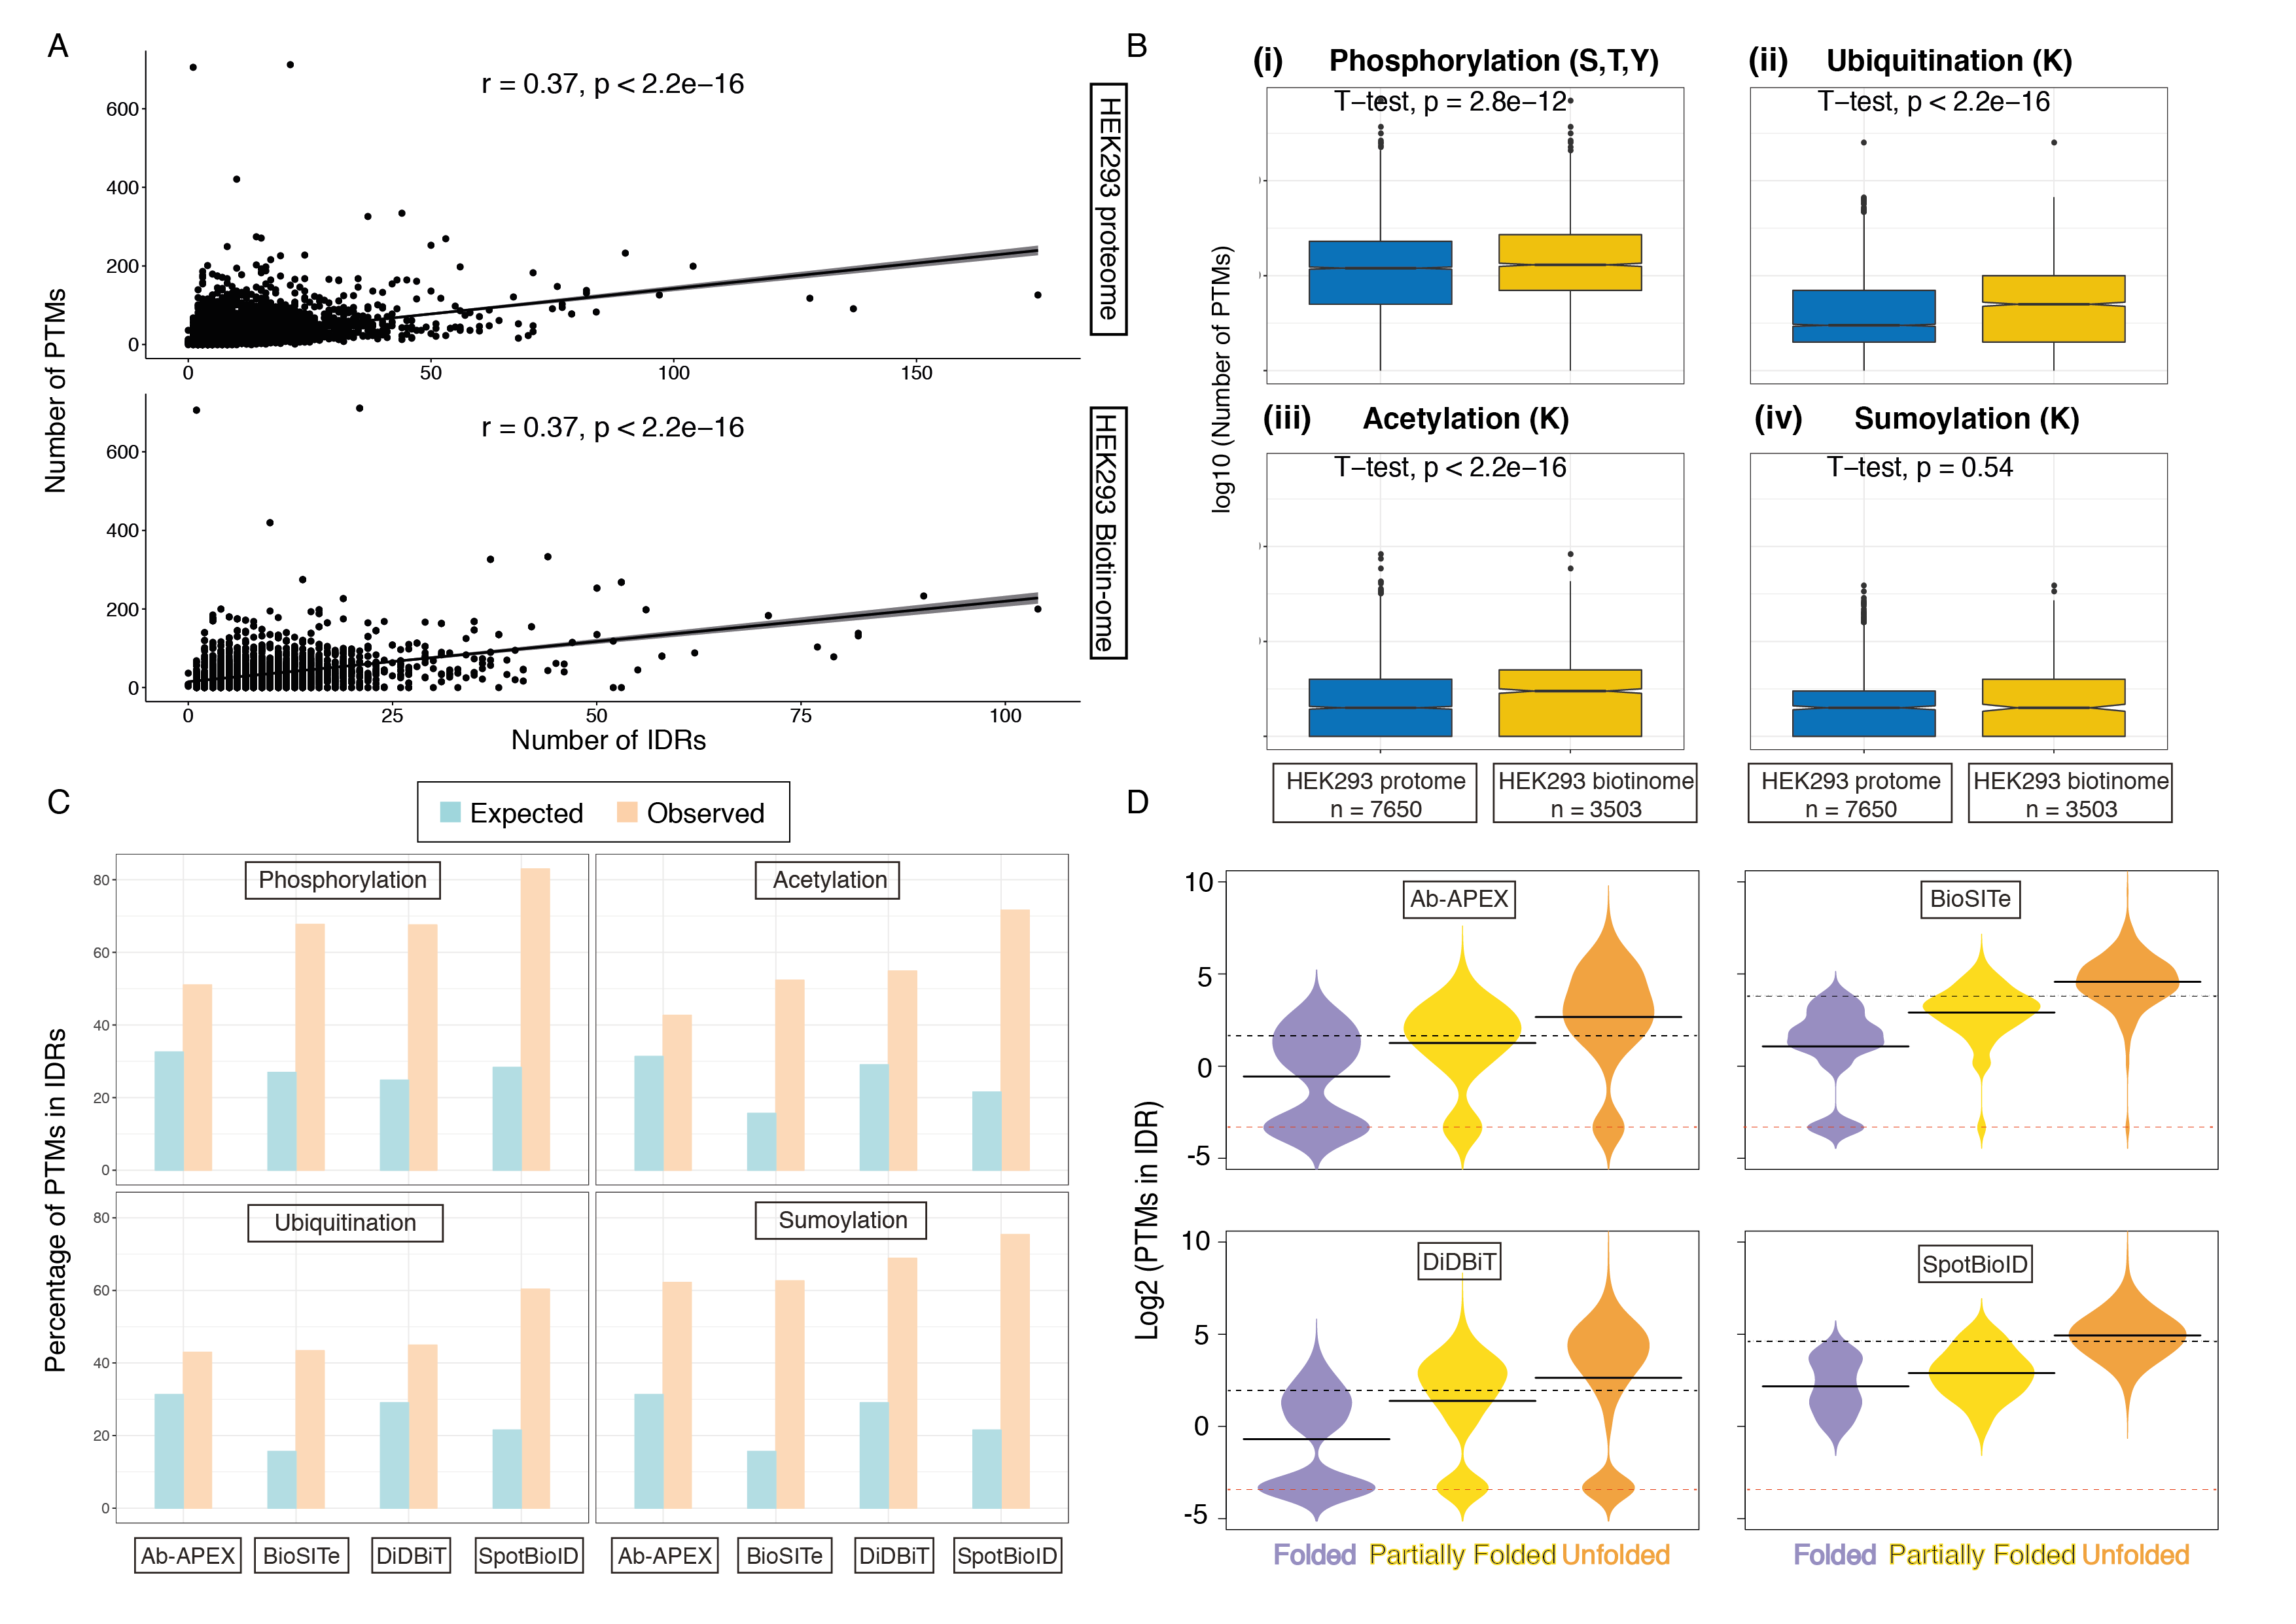 A
r = 0.37, p < 2.2e−16
HEK293 proteome
600
400
200
0
0 50 100 150
Number of PTMs
r = 0.37, p < 2.2e−16
HEK293 Biotin-ome
600
400
200
0
0 25 50 75 100
Number of IDRs
B
(i) Phosphorylation (S,T,Y)
T−test, p = 2.8e−12
(ii) Ubiquitination (K)
T−test, p < 2.2e−16
log10 (Number of PTMs)
(iii) Acetylation (K)
T−test, p < 2.2e−16
(iv) Sumoylation (K)
T−test, p = 0.54
HEK293 protome
n = 7650
HEK293 biotinome
n = 3503
HEK293 protome
n = 7650
HEK293 biotinome
n = 3503
C
Expected Observed
Percentage of PTMs in IDRs
Phosphorylation
80
60
40
20
0
Acetylation
Ubiquitination
80
60
40
20
0
Sumoylation
Ab-APEX BioSITe DiDBiT SpotBioID
Ab-APEX BioSITe DiDBiT SpotBioID
D
Log2 (PTMs in IDR)
10
5
0
-5
Ab-APEX
BioSITe
10
5
0
-5
DiDBiT
SpotBioID
Folded Partially Folded Unfolded
Folded Partially Folded Unfolded